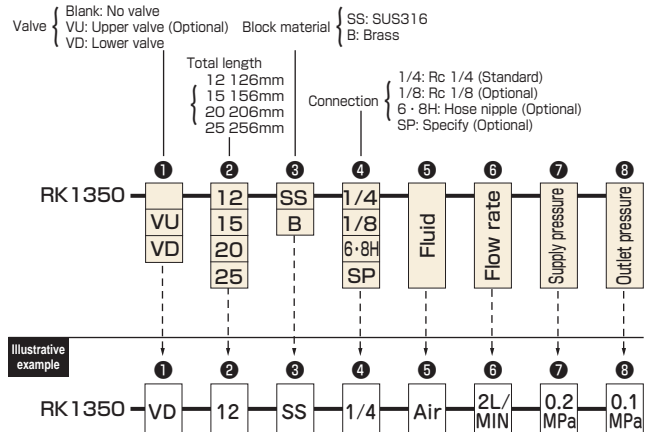 Valve
Blank: No valve
VU: Upper valve (Optional)
VD: Lower valve
Block material
SS: SUS316
B: Brass
Total length
12 126mm
15 156mm
20 206mm
25 256mm
Connection
1/4: Rc 1/4 (Standard)
1/8: Rc 1/8 (Optional)
6・8H: Hose nipple (Optional)
SP: Specify (Optional)
❶ ❷ ❸ ❹ ❺ ❻ ❼ ❽
RK1350
VU
VD
12
15
20
25
SS
B
1/4
1/8
6・8H
SP
Fluid
Flow rate
Supply pressure
Outlet pressure
Illustrative
example
❶ ❷ ❸ ❹ ❺ ❻ ❼ ❽
RK1350
VD
12
SS
1/4
Air
2L/
MIN
0.2
MPa
0.1
MPa